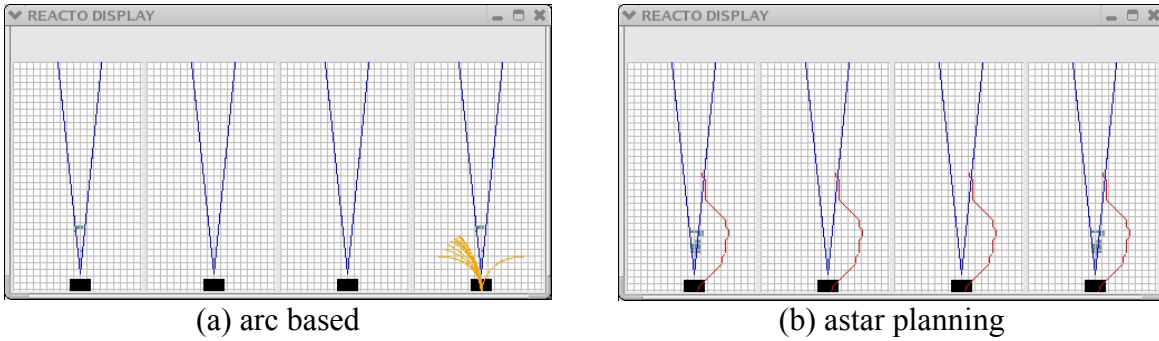 REACTO DISPLAY
REACTO DISPLAY
(a) arc based
(b) astar planning